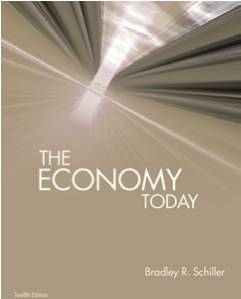 THE
ECONOMY
TODAY
Bradley R. Schiller
Twelfth Edition